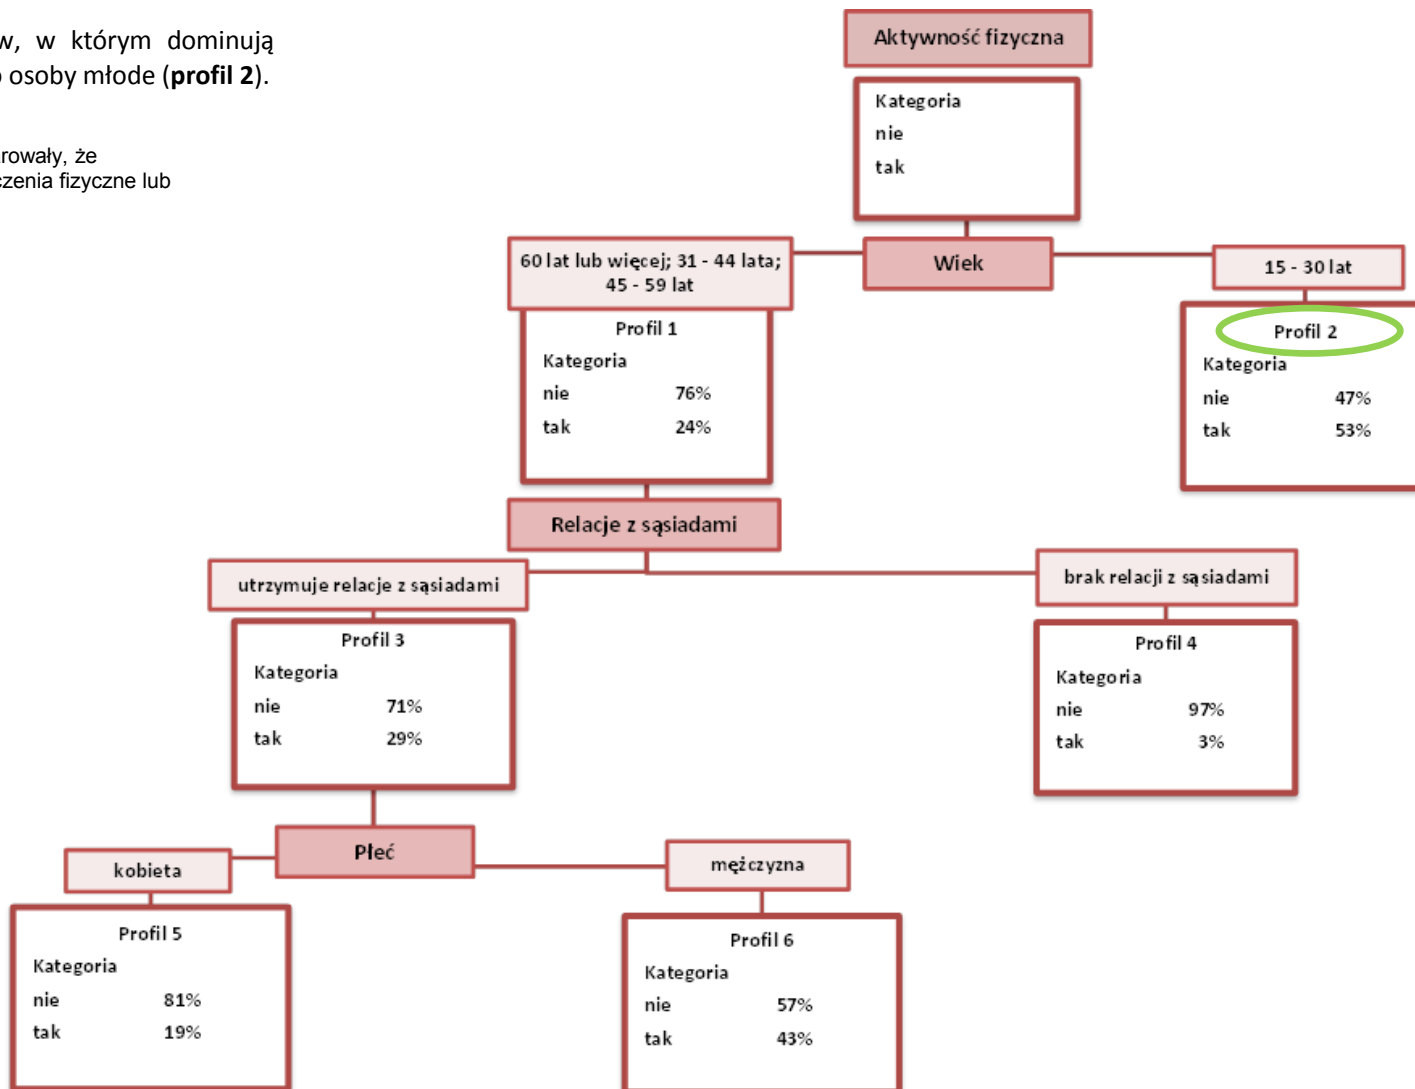 w, w którym dominują
osoby młode (profil 2).
rowały, że
czenia fizyczne lub
Aktywność fizyczna
Kategoria
nie
tak
Wiek
60 lat lub więcej; 31 - 44 lata;
45 - 59 lat
15 - 30 lat
Profil 1
Kategoria
nie 76%
tak 24%
Profil 2
Kategoria
nie 47%
tak 53%
Relacje z sąsiadami
utrzymuje relacje z sąsiadami
brak relacji z sąsiadami
Profil 3
Kategoria
nie 71%
tak 29%
Profil 4
Kategoria
nie 97%
tak 3%
Płeć
kobieta
mężczyzna
Profil 5
Kategoria
nie 81%
tak 19%
Profil 6
Kategoria
nie 57%
tak 43%